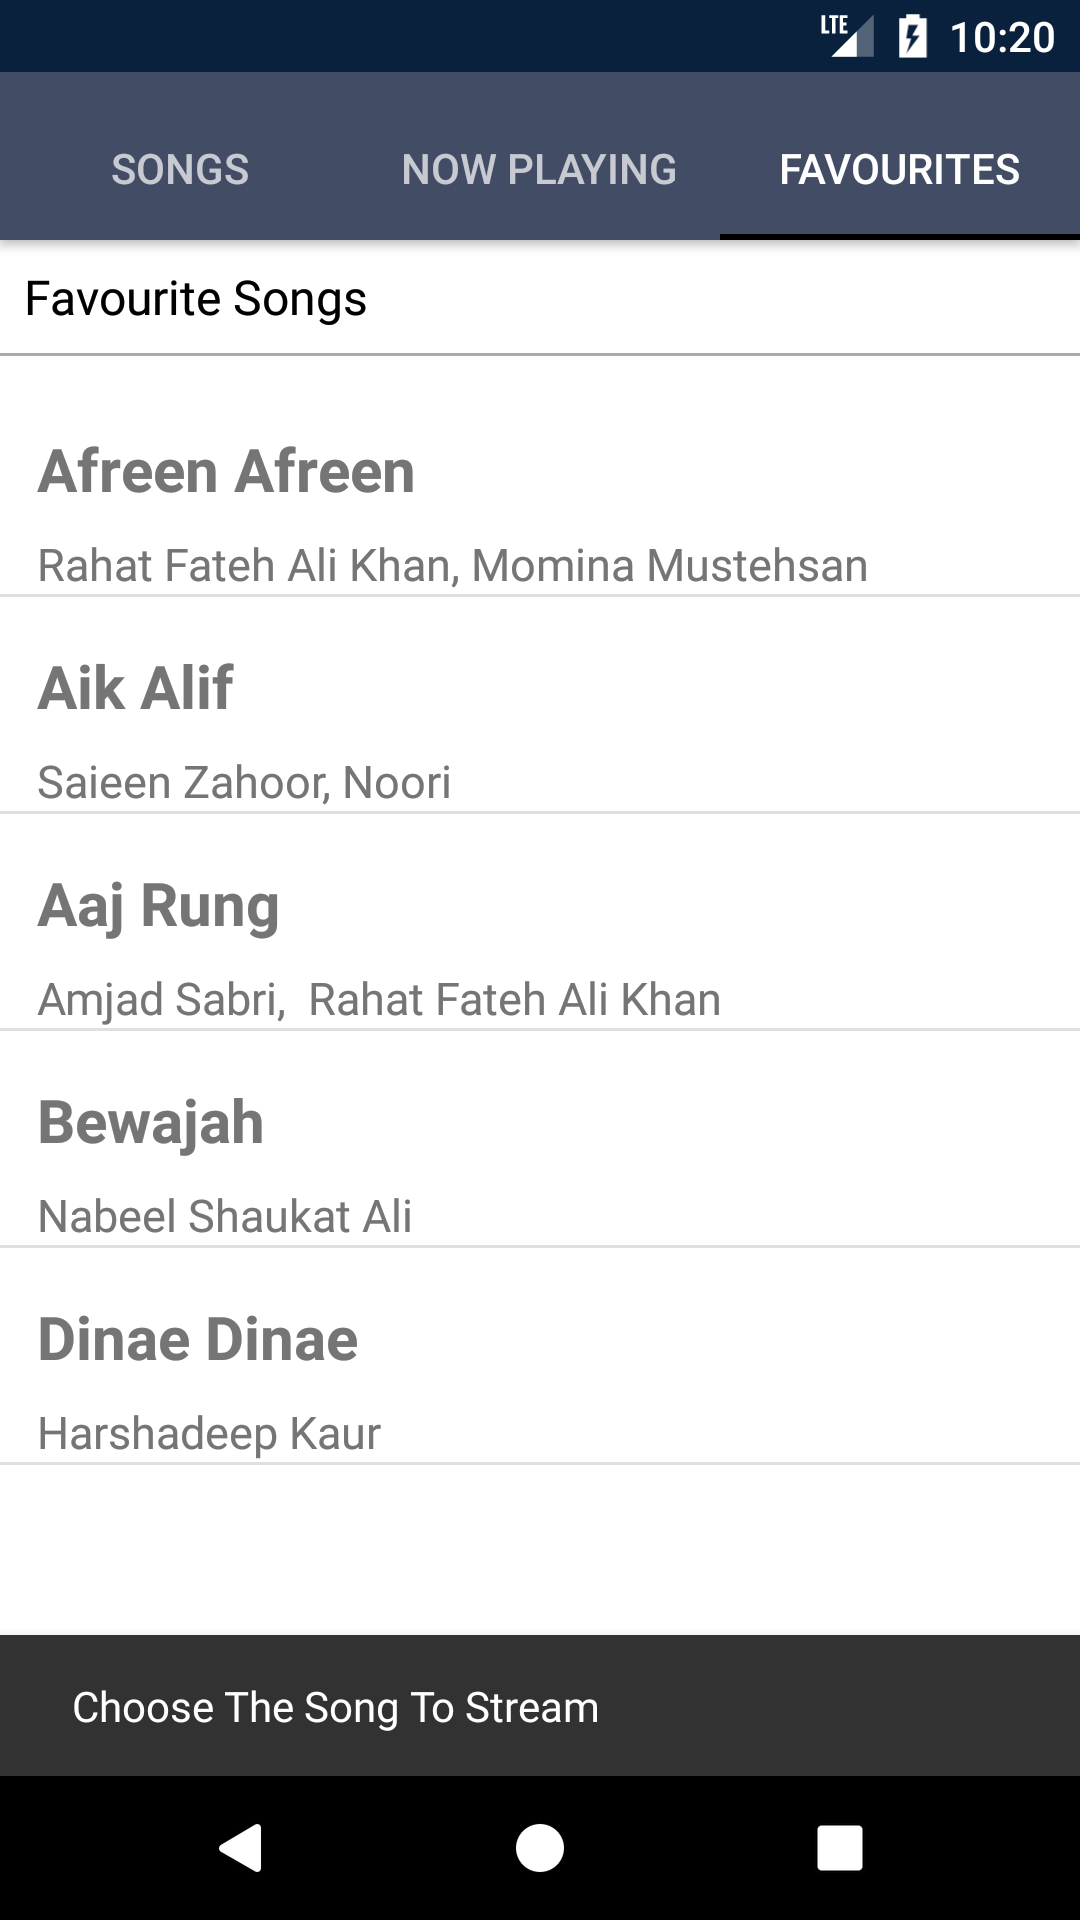 LTE 10:20
SONGS NOW PLAYING FAVOURITES
Favourite Songs
Afreen Afreen
Rahat Fateh Ali Khan, Momina Mustehsan
Aik Alif
Saieen Zahoor, Noori
Aaj Rung
Amjad Sabri,  Rahat Fateh Ali Khan
Bewajah
Nabeel Shaukat Ali
Dinae Dinae
Harshadeep Kaur
Choose The Song To Stream